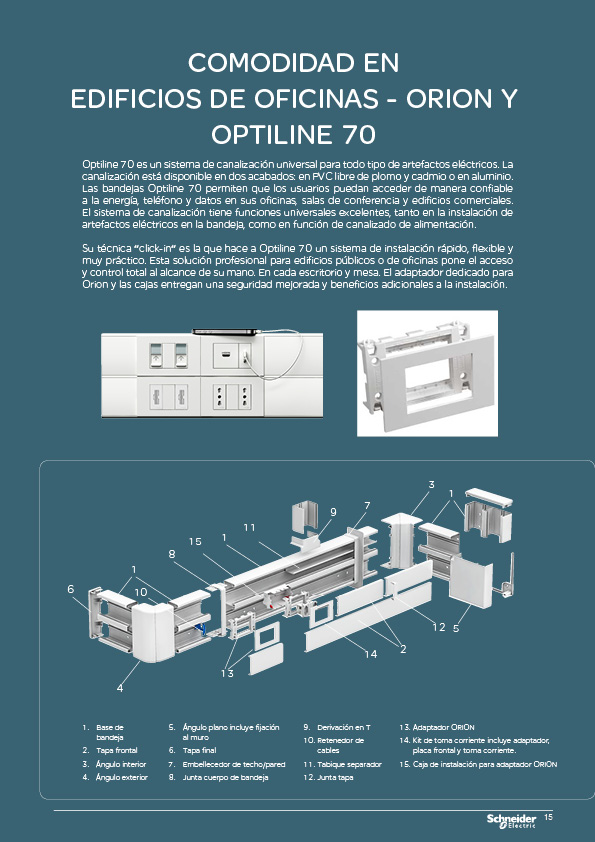 COMODIDAD EN
EDIFICIOS DE OFICINAS - ORION Y
OPTILINE 70
Optiline 70 es un sistema de canalización universal para todo tipo de artefactos eléctricos. La
canalización está disponible en dos acabados: en PVC libre de plomo y cadmio o en aluminio.
Las bandejas Optiline 70 permiten que los usuarios puedan acceder de manera confiable
a la energía, teléfono y datos en sus oficinas, salas de conferencia y edificios comerciales.
El sistema de canalización tiene funciones universales excelentes, tanto en la instalación de
artefactos eléctricos en la bandeja, como en función de canalizado de alimentación.
Su técnica "click-in" es la que hace a Optiline 70 un sistema de instalación rápido, flexible y
muy práctico. Esta solución profesional para edificios públicos o de oficinas pone el acceso
y control total al alcance de su mano. En cada escritorio y mesa. El adaptador dedicado para
Orion y las cajas entregan una seguridad mejorada y beneficios adicionales a la instalación.
3
1
7
9
11
1
15
8
1
10
6
12
5
2
14
13
4
1. Base de
bandeja
2. Tapa frontal
3. Ángulo interior
4. Ángulo exterior
5. Ángulo plano incluye fijación
al muro
6. Tapa final
7. Embellecedor de techo/pared
8. Junta cuerpo de bandeja
9. Derivación en T
10. Retenedor de
cables
11. Tabique separador
12. Junta tapa
13. Adaptador ORION
14. Kit de toma corriente incluye adaptador,
placa frontal y toma corriente.
15. Caja de instalación para adaptador ORION
Schneider
Electric
15